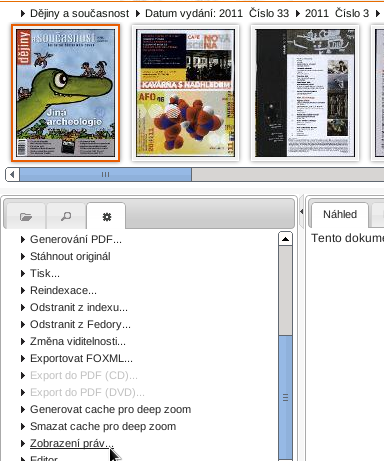 Dějiny a současnost Datum vydání: 2011 Číslo 33 2011 Číslo 3
dějiny
a současnost
Jiná
archeologie
CAFÉ NOVÁ
SCÉNA
KAVÁRNA S NADHLEDEM
AFO 46
Náhled
Generování PDF...
Tento dokume
Stáhnout originál
Tisk...
Reindexace...
Odstranit z indexu...
Odstranit z Fedory...
Změna viditelnosti...
Exportovat FOXML...
Export do PDF (CD)...
Export do PDF (DVD)...
Generovat cache pro deep zoom
Smazat cache pro deep zoom
Zobrazení práv...
Editor